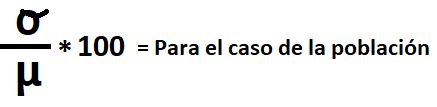 σ
μ * 100 = Para el caso de la población